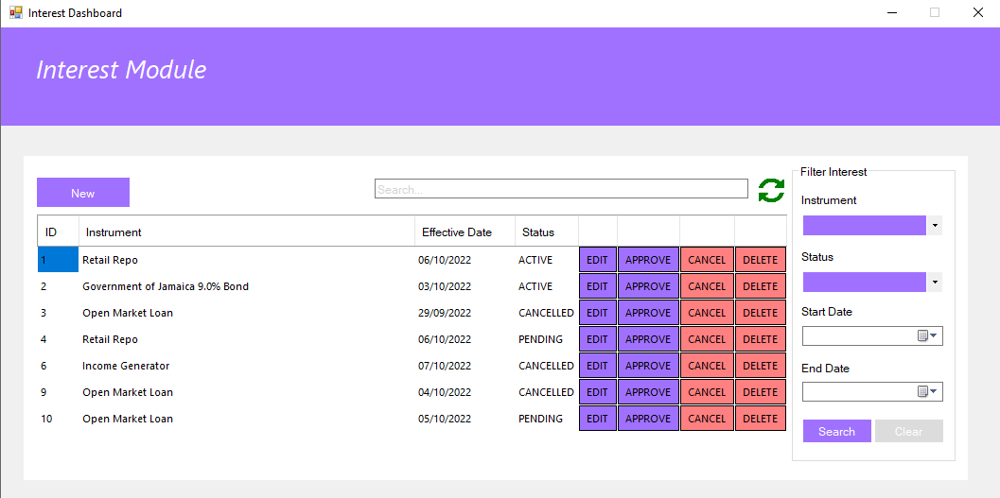 Interest Dashboard
Interest Module
New
Search...
ID Instrument Effective Date Status
1 Retail Repo 06/10/2022 ACTIVE EDIT APPROVE CANCEL DELETE
2 Government of Jamaica 9.0% Bond 03/10/2022 ACTIVE EDIT APPROVE CANCEL DELETE
3 Open Market Loan 29/09/2022 CANCELLED EDIT APPROVE CANCEL DELETE
4 Retail Repo 06/10/2022 PENDING EDIT APPROVE CANCEL DELETE
6 Income Generator 07/10/2022 CANCELLED EDIT APPROVE CANCEL DELETE
9 Open Market Loan 04/10/2022 CANCELLED EDIT APPROVE CANCEL DELETE
10 Open Market Loan 05/10/2022 PENDING EDIT APPROVE CANCEL DELETE
Filter Interest
Instrument
Status
Start Date
End Date
Search Clear